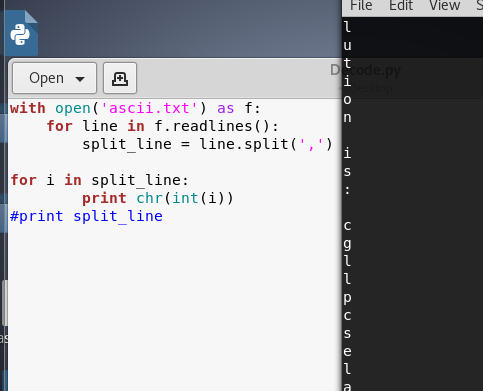 File Edit View S
Open
Decode.py
with open('ascii.txt') as f:
    for line in f.readlines():
        split_line = line.split(',')
for i in split_line:
        print chr(int(i))
#print split_line
l
u
t
i
o
n
i
s
:
c
g
l
l
p
c
s
e
l
a